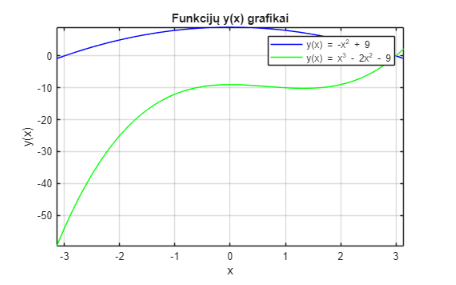 Funkcijų y(x) grafikai
y(x) = -x² + 9
y(x) = x³ - 2x² - 9
0
-10
-20
-30
-40
-50
y(x)
-3 -2 -1 0 1 2 3
x